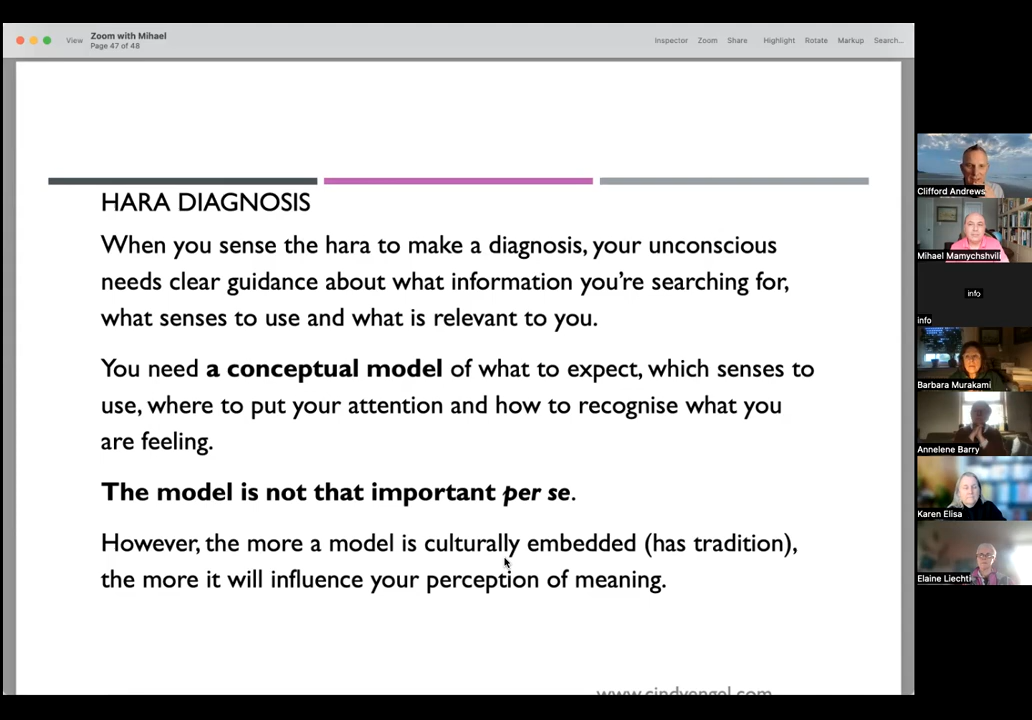 View
Zoom with Mihael
Page 47 of 48
Inspector Zoom Share Highlight Rotate Markup Search...
HARA DIAGNOSIS
When you sense the hara to make a diagnosis, your unconscious
needs clear guidance about what information you’re searching for,
what senses to use and what is relevant to you.
You need a conceptual model of what to expect, which senses to
use, where to put your attention and how to recognise what you
are feeling.
The model is not that important per se.
However, the more a model is culturally embedded (has tradition),
the more it will influence your perception of meaning.
www.cindyengel.com
Clifford Andrews
Mihael Mamychshvili
info
info
Barbara Murakami
Annelene Barry
Karen Elisa
Elaine Liechti